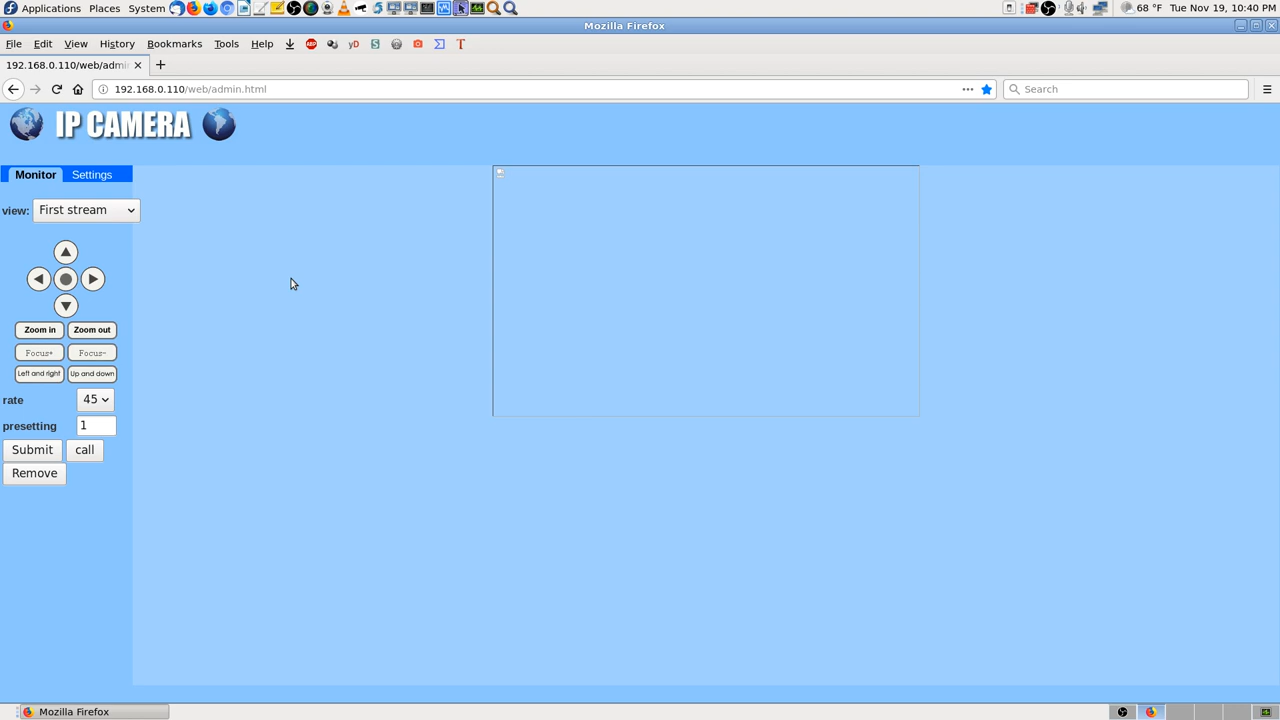 Applications Places System 68 °F Tue Nov 19, 10:40 PM
Mozilla Firefox
File Edit View History Bookmarks Tools Help ABP yD S T
192.168.0.110/web/admi
192.168.0.110/web/admin.html Search
IP CAMERA
Monitor Settings
view: First stream
Zoom in Zoom out
Focus+ Focus-
Left and right Up and down
rate 45
presetting 1
Submit call
Remove
Mozilla Firefox